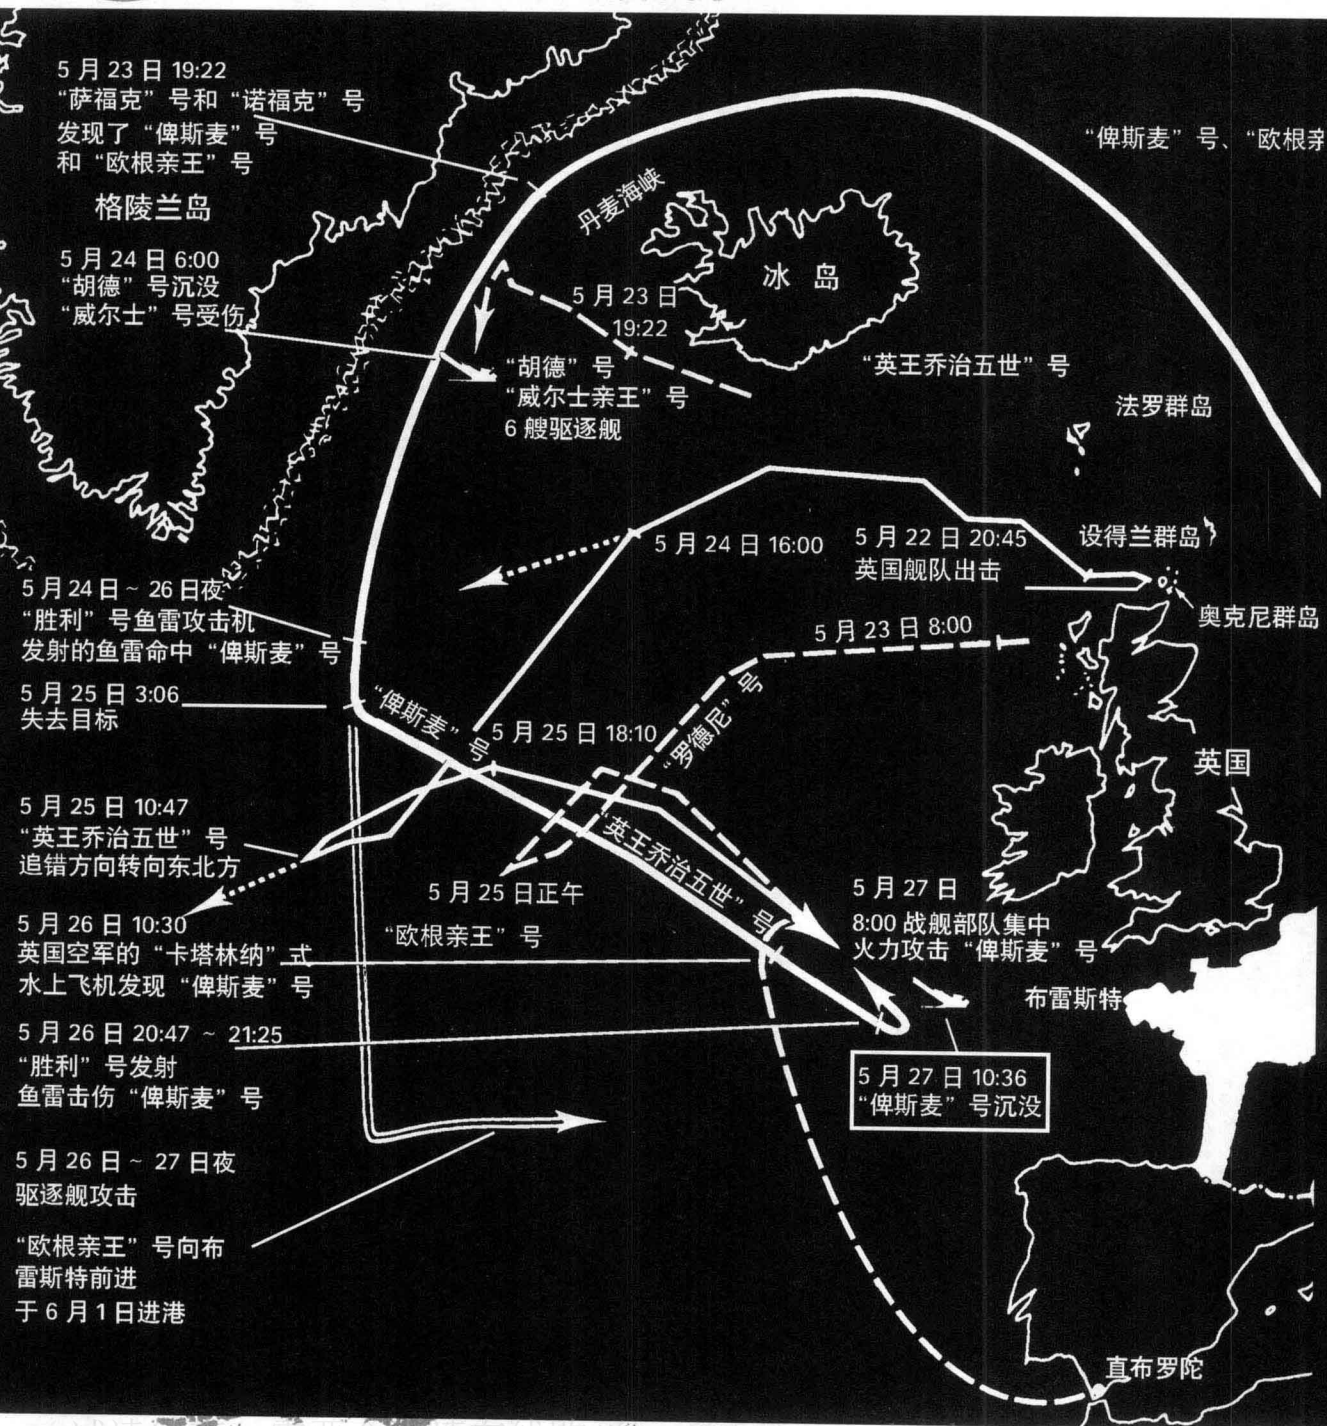 5月23日19:22
“萨福克”号和“诺福克”号
发现了“俾斯麦”号
和“欧根亲王”号
格陵兰岛
5月24日6:00
“胡德”号沉没
“威尔士”号受伤
丹麦海峡
冰岛
5月23日
19:22
“胡德”号
“威尔士亲王”号
6艘驱逐舰
“俾斯麦”号、“欧根亲
“英王乔治五世”号
法罗群岛
5月24日16:00
5月22日20:45
英国舰队出击
设得兰群岛
奥克尼群岛
5月23日8:00
5月24日~26日夜
“胜利”号鱼雷攻击机
发射的鱼雷命中“俾斯麦”号
5月25日3:06
失去目标
“俾斯麦”号
5月25日18:10
“罗德尼”号
英国
5月25日10:47
“英王乔治五世”号
追错方向转向东北方
“英王乔治五世”号
5月25日正午
“欧根亲王”号
5月27日
8:00战舰部队集中
火力攻击“俾斯麦”号
5月26日10:30
英国空军的“卡塔林纳”式
水上飞机发现“俾斯麦”号
布雷斯特
5月26日20:47~21:25
“胜利”号发射
鱼雷击伤“俾斯麦”号
5月27日10:36
“俾斯麦”号沉没
5月26日~27日夜
驱逐舰攻击
“欧根亲王”号向布
雷斯特前进
于6月1日进港
直布罗陀